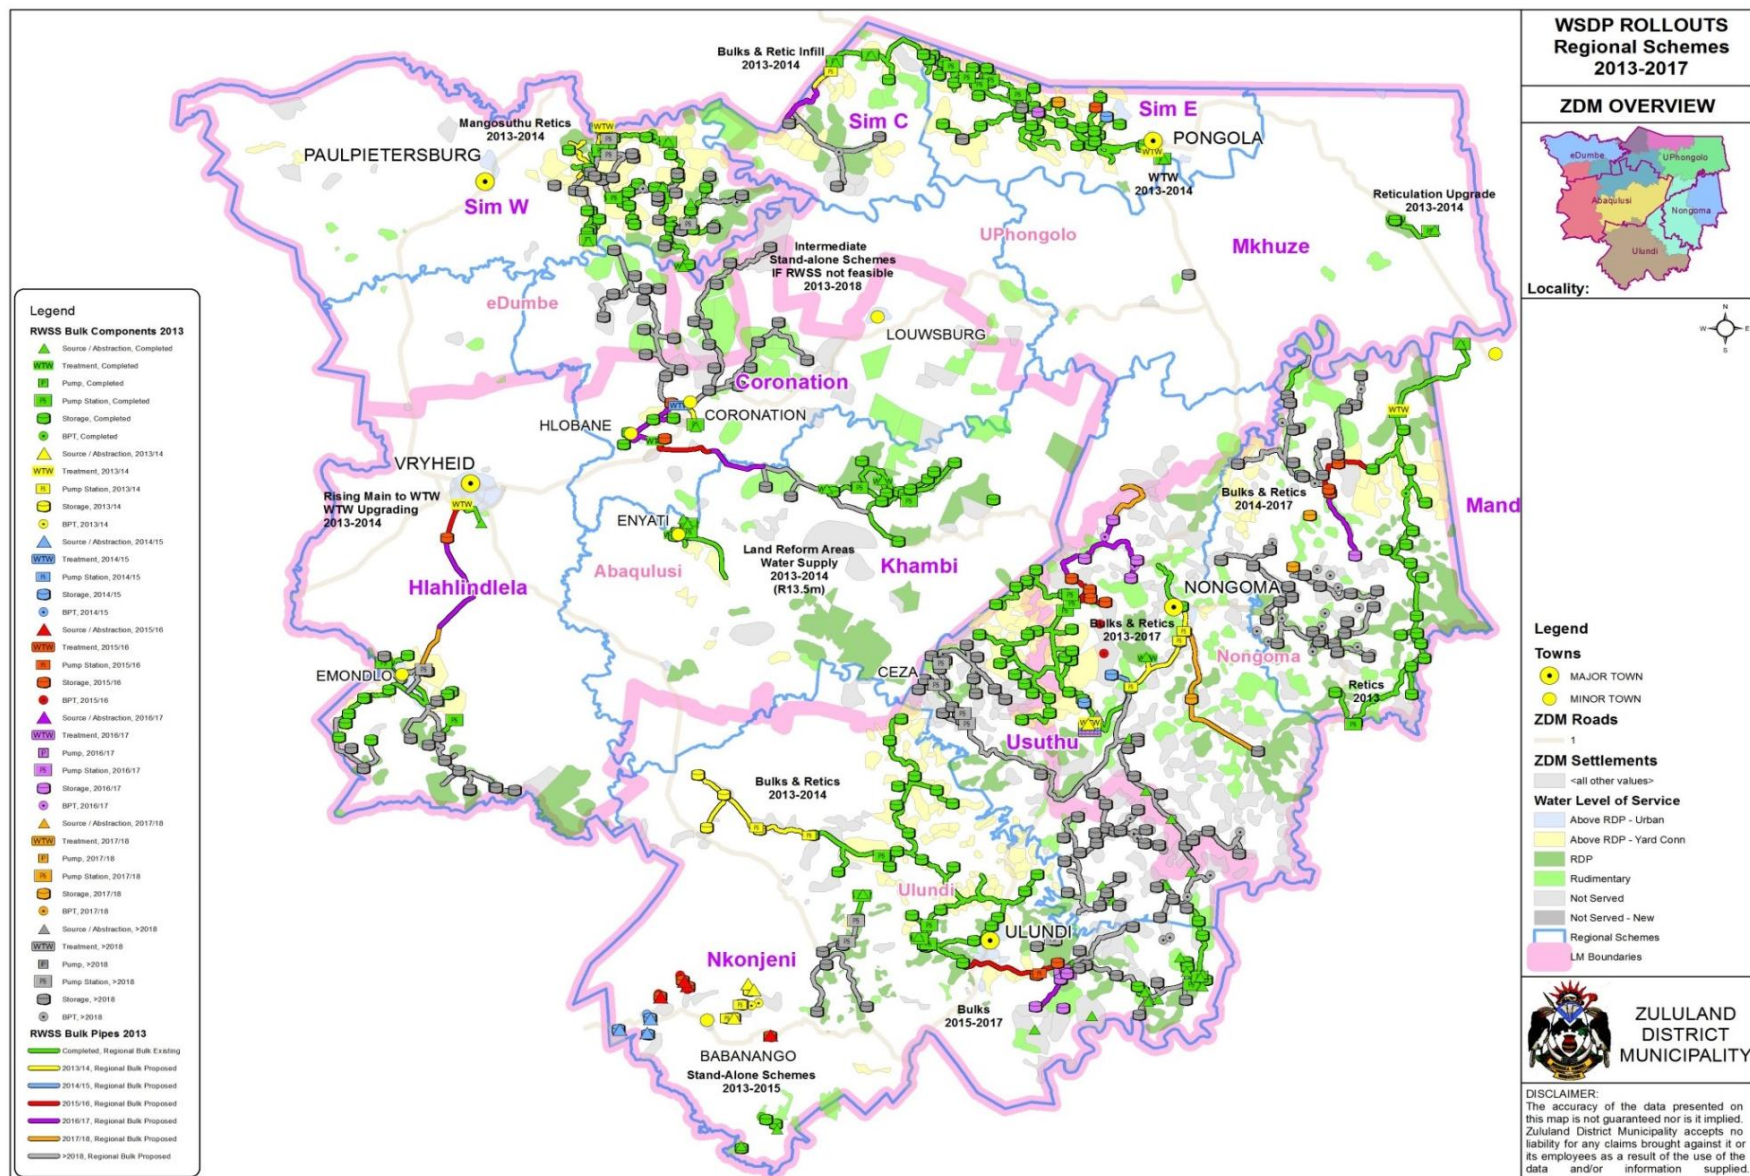 WSDP ROLLOUTS
Regional Schemes
2013-2017
ZDM OVERVIEW
eDumbe
UPhongolo
Abaqulusi
Nongoma
Ulundi
Locality:
N
W
E
S
Bulks & Retic Infill
2013-2014
Sim C
Sim E
PONGOLA
WTW
WTW
2013-2014
Mangosuthu Retics
2013-2014
WTW
PAULPIETERSBURG
Sim W
Reticulation Upgrade
2013-2014
Intermediate
Stand-alone Schemes
IF RWSS not feasible
2013-2018
UPhongolo
Mkhuze
eDumbe
LOUWSBURG
Coronation
CORONATION
HLOBANE
WTW
VRYHEID
WTW
Rising Main to WTW
WTW Upgrading
2013-2014
Bulks & Retics
2014-2017
Mand
ENYATI
Land Reform Areas
Water Supply
2013-2014
(R13.5m)
Khambi
Abaqulusi
Hlahlindlela
NONGOMA
Bulks & Retics
2013-2017
Nongoma
EMONDLO
CEZA
Retics
2013
Usuthu
Bulks & Retics
2013-2014
Ulundi
ULUNDI
Nkonjeni
Bulks
2015-2017
BABANANGO
Stand-Alone Schemes
2013-2015
Legend
RWSS Bulk Components 2013
Source / Abstraction, Completed
WTW Treatment, Completed
P Pump, Completed
PS Pump Station, Completed
Storage, Completed
BPT, Completed
Source / Abstraction, 2013/14
WTW Treatment, 2013/14
PS Pump Station, 2013/14
Storage, 2013/14
BPT, 2013/14
Source / Abstraction, 2014/15
WTW Treatment, 2014/15
PS Pump Station, 2014/15
Storage, 2014/15
BPT, 2014/15
Source / Abstraction, 2015/16
WTW Treatment, 2015/16
PS Pump Station, 2015/16
Storage, 2015/16
BPT, 2015/16
Source / Abstraction, 2016/17
WTW Treatment, 2016/17
P Pump, 2016/17
PS Pump Station, 2016/17
Storage, 2016/17
BPT, 2016/17
Source / Abstraction, 2017/18
WTW Treatment, 2017/18
P Pump, 2017/18
PS Pump Station, 2017/18
Storage, 2017/18
BPT, 2017/18
Source / Abstraction, >2018
WTW Treatment, >2018
P Pump, >2018
PS Pump Station, >2018
Storage, >2018
BPT, >2018
RWSS Bulk Pipes 2013
Completed, Regional Bulk Existing
2013/14, Regional Bulk Proposed
2014/15, Regional Bulk Proposed
2015/16, Regional Bulk Proposed
2016/17, Regional Bulk Proposed
2017/18, Regional Bulk Proposed
>2018, Regional Bulk Proposed
Legend
Towns
MAJOR TOWN
MINOR TOWN
ZDM Roads
1
ZDM Settlements
<all other values>
Water Level of Service
Above RDP - Urban
Above RDP - Yard Conn
RDP
Rudimentary
Not Served
Not Served - New
Regional Schemes
LM Boundaries
ZULULAND
DISTRICT
MUNICIPALITY
DISCLAIMER:
The accuracy of the data presented on
this map is not guaranteed nor is it implied.
Zululand District Municipality accepts no
liability for any claims brought against it or
its employees as a result of the use of the
data and/or information supplied